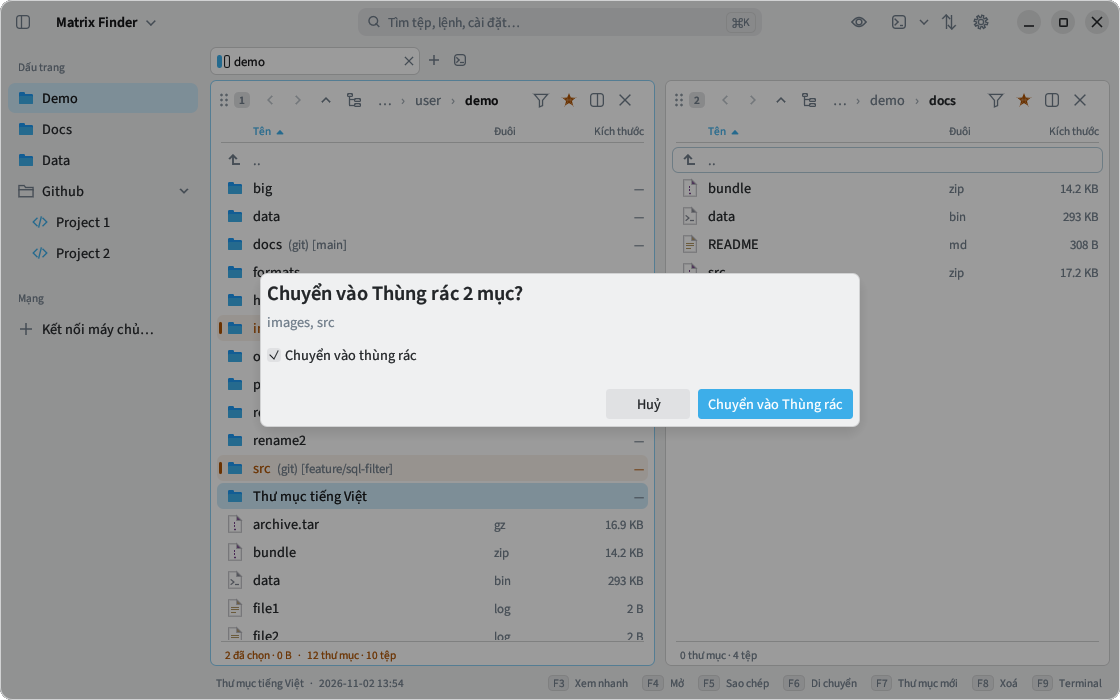 Matrix Finder
Tìm tệp, lệnh, cài đặt…
⌘K
Dấu trang
Demo
Docs
Data
Github
Project 1
Project 2
Mạng
Kết nối máy chủ…
demo
1 … › user › demo
Tên Đuôi Kích thước
..
big —
data —
docs (git) [main] —
formats
rename2 —
src (git) [feature/sql-filter] —
Thư mục tiếng Việt —
archive.tar gz 16.9 KB
bundle zip 14.2 KB
data bin 293 KB
file1 log 2 B
file2 log 2 B
2 đã chọn · 0 B · 12 thư mục · 10 tệp
2 … › demo › docs
Tên Đuôi Kích thước
..
bundle zip 14.2 KB
data bin 293 KB
README md 308 B
src zip 17.2 KB
0 thư mục · 4 tệp
Chuyển vào Thùng rác 2 mục?
images, src
Chuyển vào thùng rác
Huỷ
Chuyển vào Thùng rác
Thư mục tiếng Việt · 2026-11-02 13:54
F3 Xem nhanh F4 Mở F5 Sao chép F6 Di chuyển F7 Thư mục mới F8 Xoá F9 Terminal